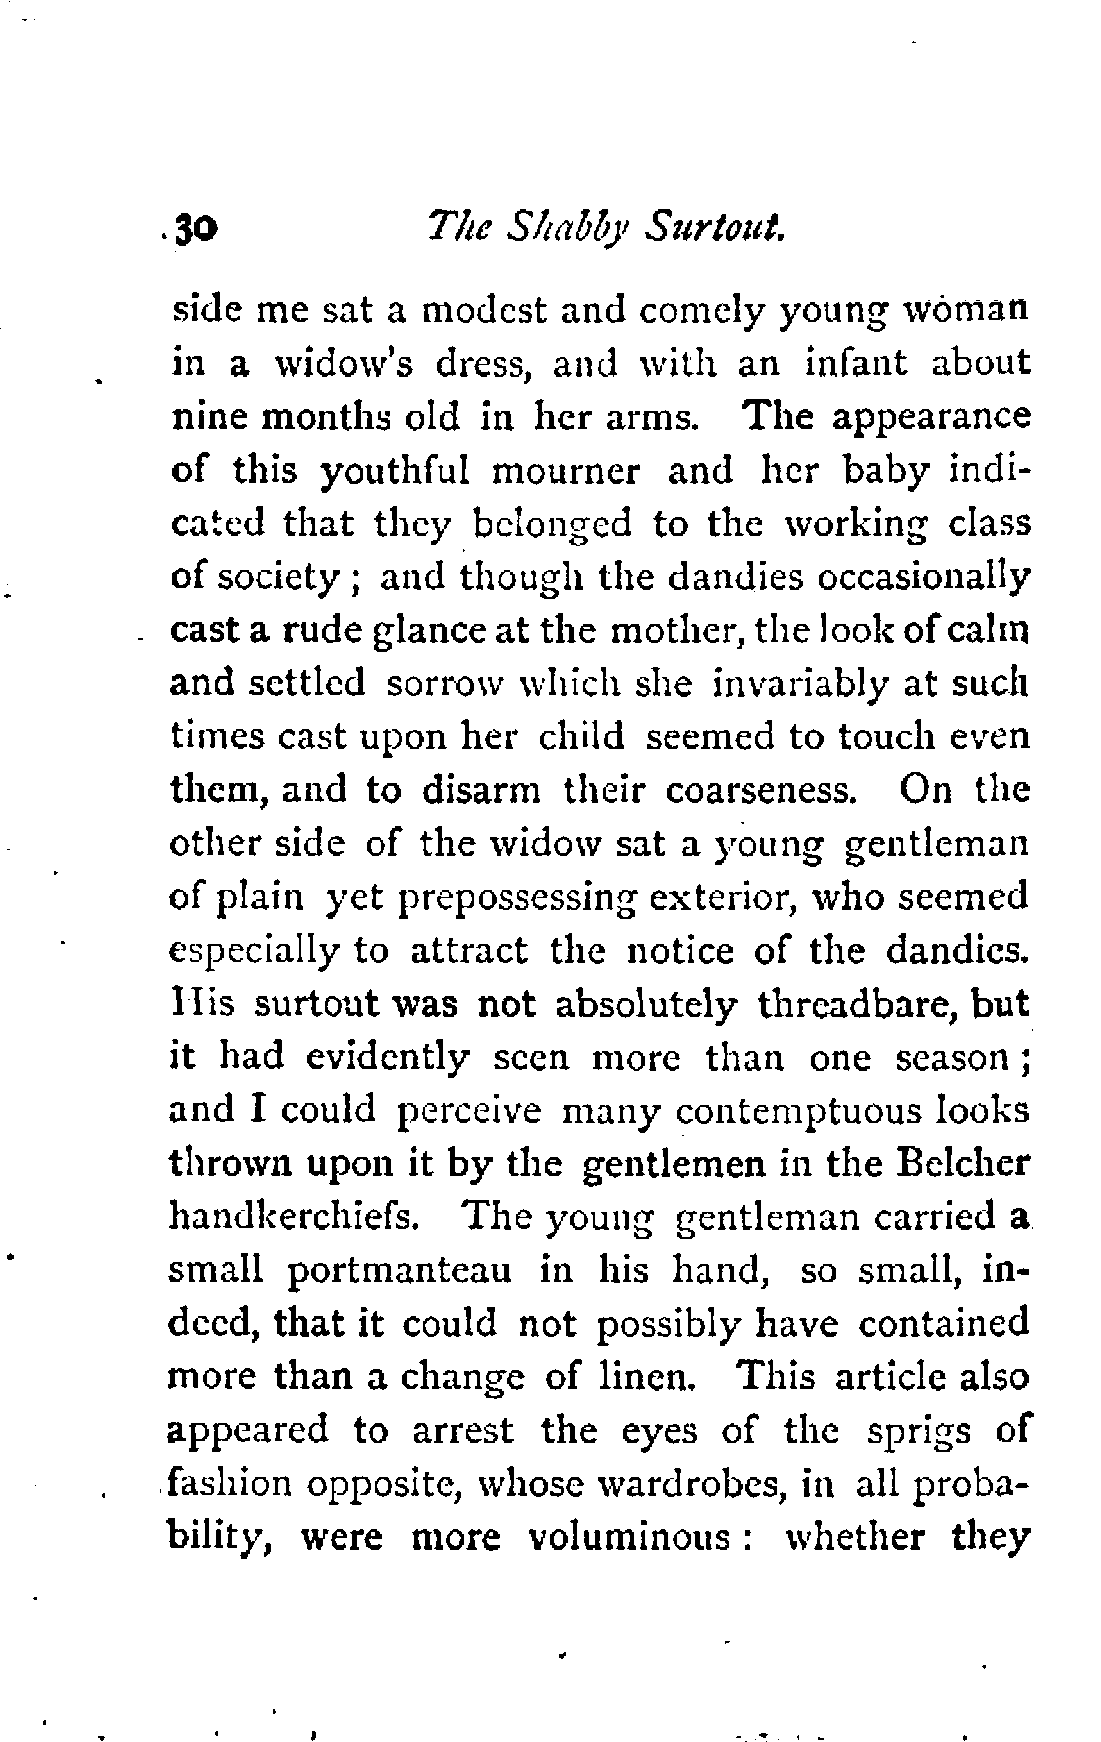 30 The Shabby Surtout.
side me sat a modest and comely young woman
in a widow's dress, and with an infant about
nine months old in her arms. The appearance
of this youthful mourner and her baby indi-
cated that they belonged to the working class
of society ; and though the dandies occasionally
cast a rude glance at the mother, the look of calm
and settled sorrow which she invariably at such
times cast upon her child seemed to touch even
them, and to disarm their coarseness. On the
other side of the widow sat a young gentleman
of plain yet prepossessing exterior, who seemed
especially to attract the notice of the dandies.
His surtout was not absolutely threadbare, but
it had evidently seen more than one season ;
and I could perceive many contemptuous looks
thrown upon it by the gentlemen in the Belcher
handkerchiefs. The young gentleman carried a
small portmanteau in his hand, so small, in-
deed, that it could not possibly have contained
more than a change of linen. This article also
appeared to arrest the eyes of the sprigs of
fashion opposite, whose wardrobes, in all proba-
bility, were more voluminous : whether they